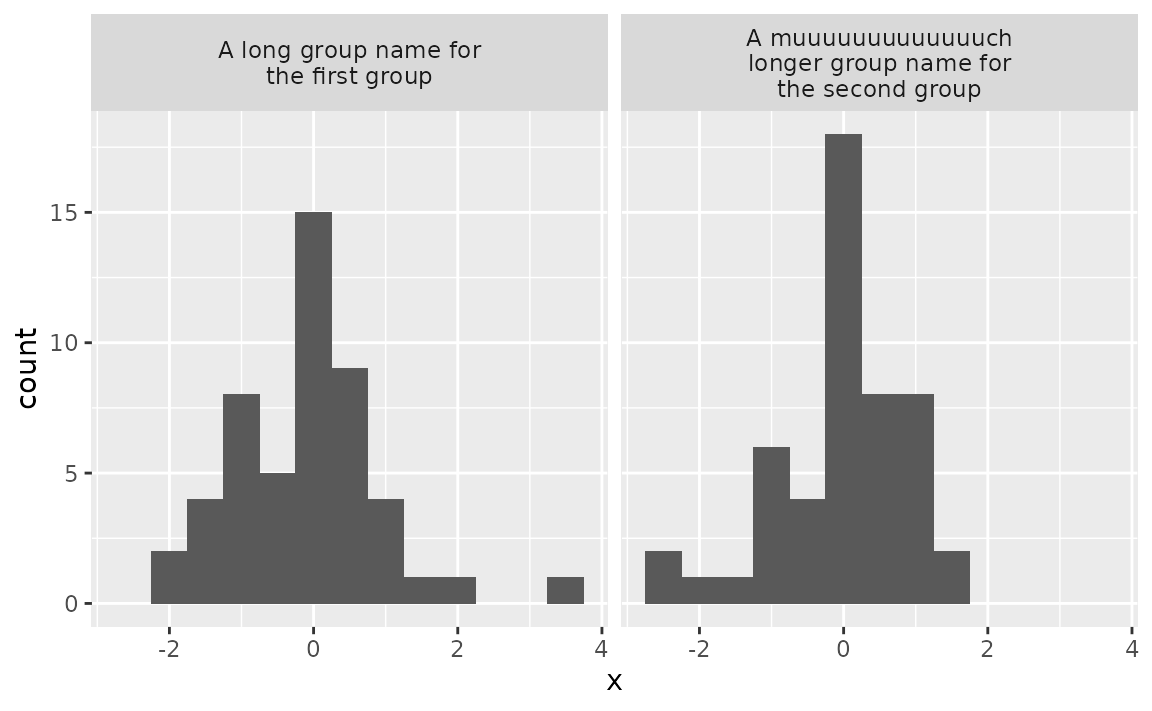 A long group name for
the first group
A muuuuuuuuuuuuuch
longer group name for
the second group
count
15
10
5
0
-2
0
2
4
-2
0
2
4
x